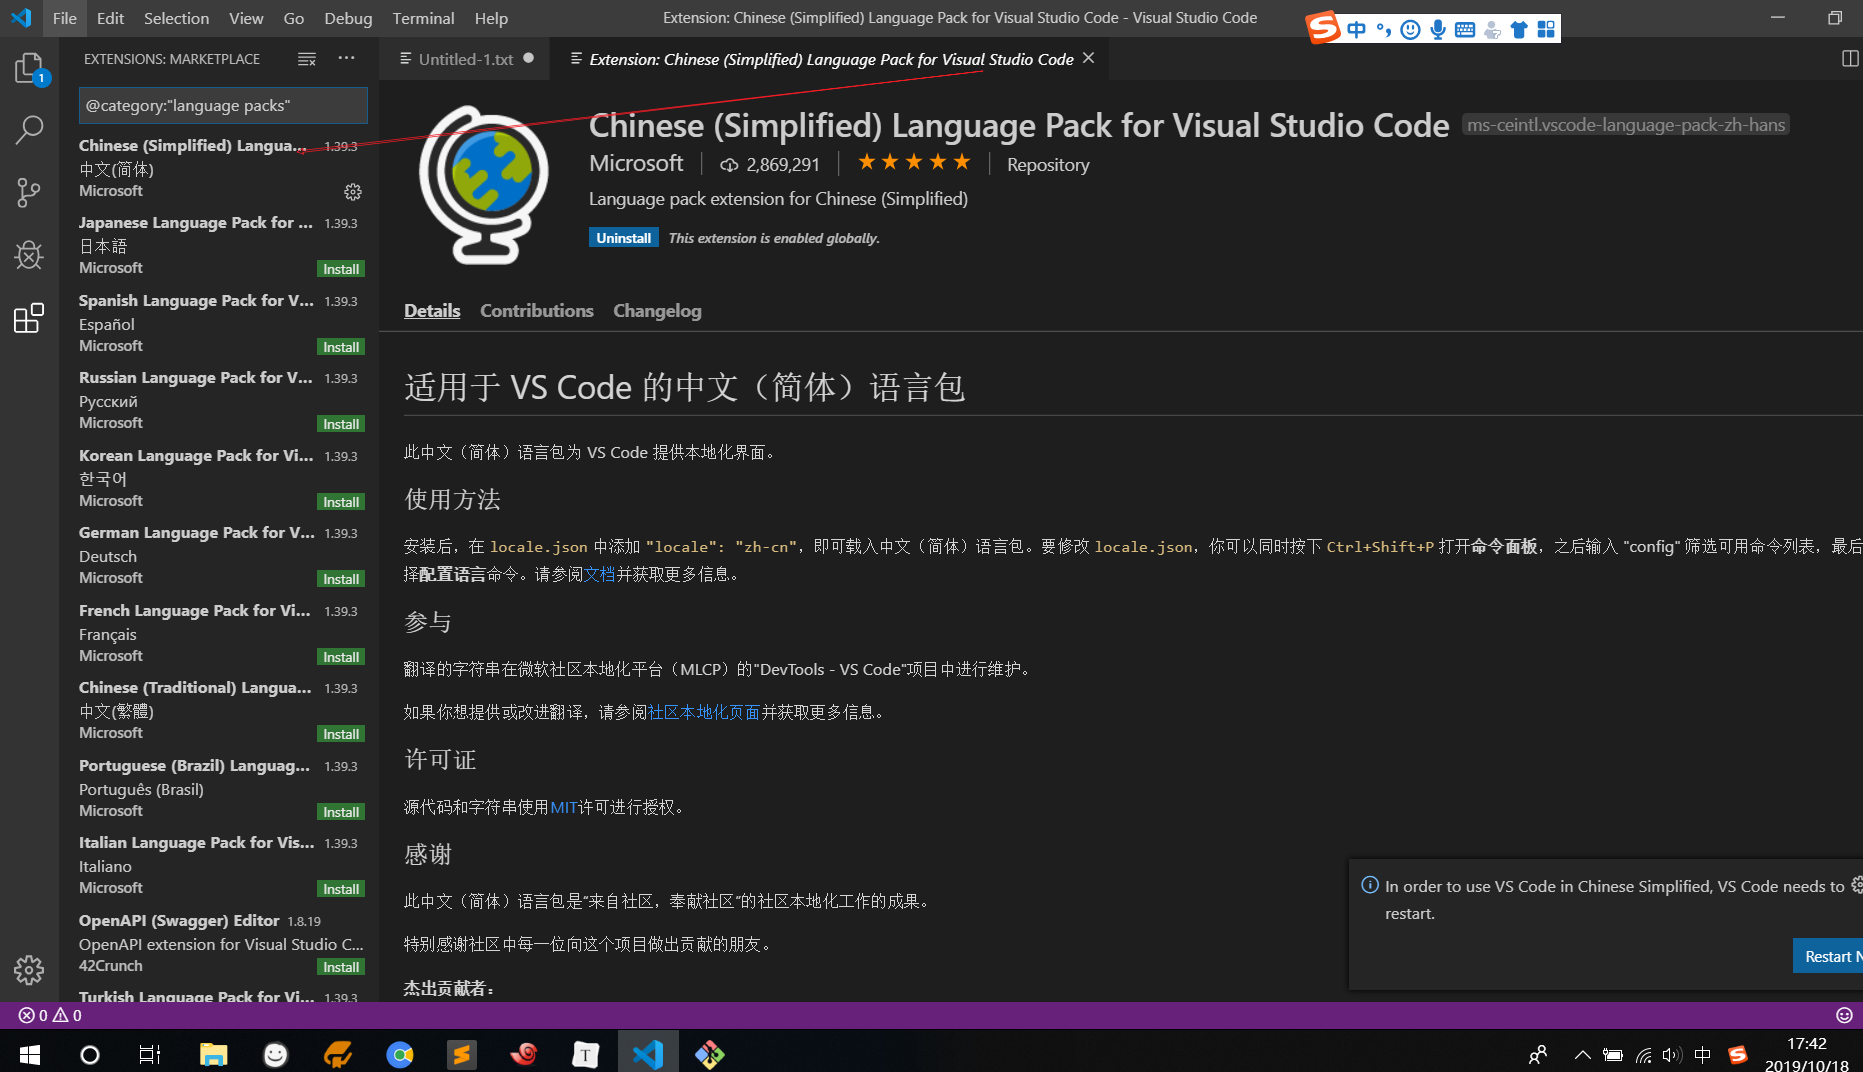 File Edit Selection View Go Debug Terminal Help
Extension: Chinese (Simplified) Language Pack for Visual Studio Code - Visual Studio Code
中
EXTENSIONS: MARKETPLACE
Untitled-1.txt
Extension: Chinese (Simplified) Language Pack for Visual Studio Code
1
@category:"language packs"
Chinese (Simplified) Langua... 1.39.3
中文(简体)
Microsoft
Japanese Language Pack for ... 1.39.3
日本語
Microsoft Install
Spanish Language Pack for V... 1.39.3
Español
Microsoft Install
Russian Language Pack for V... 1.39.3
Русский
Microsoft Install
Korean Language Pack for Vi... 1.39.3
한국어
Microsoft Install
German Language Pack for V... 1.39.3
Deutsch
Microsoft Install
French Language Pack for Vi... 1.39.3
Français
Microsoft Install
Chinese (Traditional) Langua... 1.39.3
中文(繁體)
Microsoft Install
Portuguese (Brazil) Languag... 1.39.3
Português (Brasil)
Microsoft Install
Italian Language Pack for Vis... 1.39.3
Italiano
Microsoft Install
OpenAPI (Swagger) Editor 1.8.19
OpenAPI extension for Visual Studio C...
42Crunch Install
Turkish Language Pack for Vi... 1.39.3
Chinese (Simplified) Language Pack for Visual Studio Code ms-ceintl.vscode-language-pack-zh-hans
Microsoft 2,869,291 ★★★★★ Repository
Language pack extension for Chinese (Simplified)
Uninstall This extension is enabled globally.
Details Contributions Changelog
适用于 VS Code 的中文（简体）语言包
此中文（简体）语言包为 VS Code 提供本地化界面。
使用方法
安装后，在 locale.json 中添加 "locale": "zh-cn"，即可载入中文（简体）语言包。要修改 locale.json，你可以同时按下 Ctrl+Shift+P 打开命令面板，之后输入 "config" 筛选可用命令列表，最后
择配置语言命令。请参阅文档并获取更多信息。
参与
翻译的字符串在微软社区本地化平台（MLCP）的"DevTools - VS Code"项目中进行维护。
如果你想提供或改进翻译，请参阅社区本地化页面并获取更多信息。
许可证
源代码和字符串使用MIT许可进行授权。
感谢
此中文（简体）语言包是“来自社区，奉献社区”的社区本地化工作的成果。
特别感谢社区中每一位向这个项目做出贡献的朋友。
杰出贡献者：
In order to use VS Code in Chinese Simplified, VS Code needs to
restart.
Restart N
0 0
T
中
17:42
2019/10/18